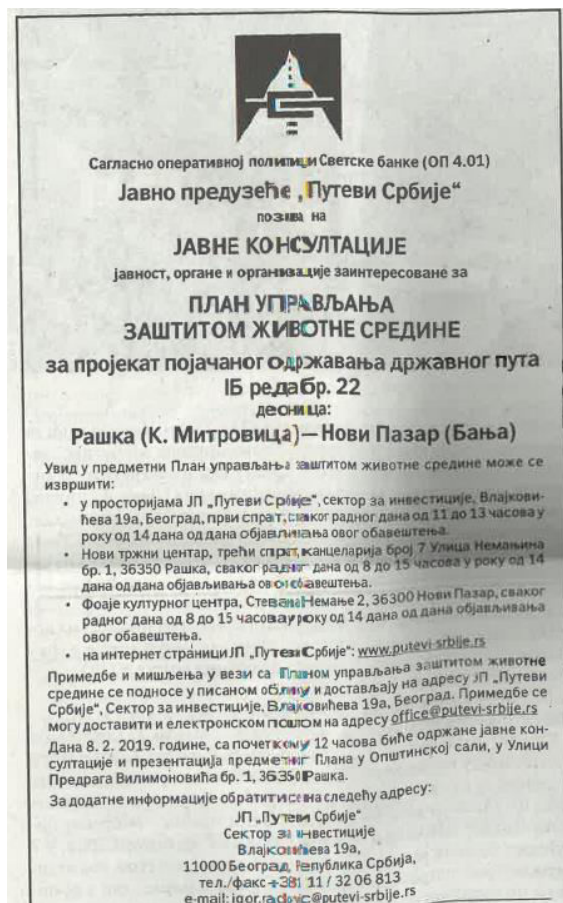 Сагласно оперативној политици Светске банке (ОП 4.01)
Јавно предузеће „Путеви Србије“
позива на
ЈАВНЕ КОНСУЛТАЦИЈЕ
јавност, органе и организације заинтересоване за
ПЛАН УПРАВЉАЊА
ЗАШТИТОМ ЖИВОТНЕ СРЕДИНЕ
за пројекат појачаног одржавања државног пута
IБ реда бр. 22
деоница:
Рашка (К. Митровица)—Нови Пазар (Бања)
Увид у предметни План управљања заштитом животне средине може се
извршити:
• у просторијама ЈП „Путеви Србије“, сектор за инвестиције, Влајкови-
ћева 19а, Београд, први спрат, сваког радног дана од 11 до 13 часова у
року од 14 дана од дана објављивања овог обавештења.
• Нови тржни центар, трећи спрат, канцеларија број 7 Улица Немањина
бр. 1, 36350 Рашка, сваког радног дана од 8 до 15 часова у року од 14
дана од дана објављивања овог обавештења.
• Фоаје културног центра, Стевана Немање 2, 36300 Нови Пазар, сваког
радног дана од 8 до 15 часова у року од 14 дана од дана објављивања
овог обавештења.
• на интернет страници ЈП „Путеви Србије“: www.putevi-srbije.rs
Примедбе и мишљења у вези са Планом управљања заштитом животне
средине се подносе у писаном облику и достављају на адресу ЈП „Путеви
Србије“, Сектор за инвестиције, Влајковићева 19а, Београд. Примедбе се
могу доставити и електронском поштом на адресу office@putevi-srbije.rs
Дана 8. 2. 2019. године, са почетком у 12 часова биће одржане јавне кон-
султације и презентација предметног Плана у Општинској сали, у Улици
Предрага Вилимоновића бр. 1, 36350 Рашка.
За додатне информације обратити се на следећу адресу:
ЈП „Путеви Србије“
Сектор за инвестиције
Влајковићева 19а,
11000 Београд, Република Србија,
тел./факс +381 11 / 32 06 813
e-mail: igor.radovic@putevi-srbije.rs